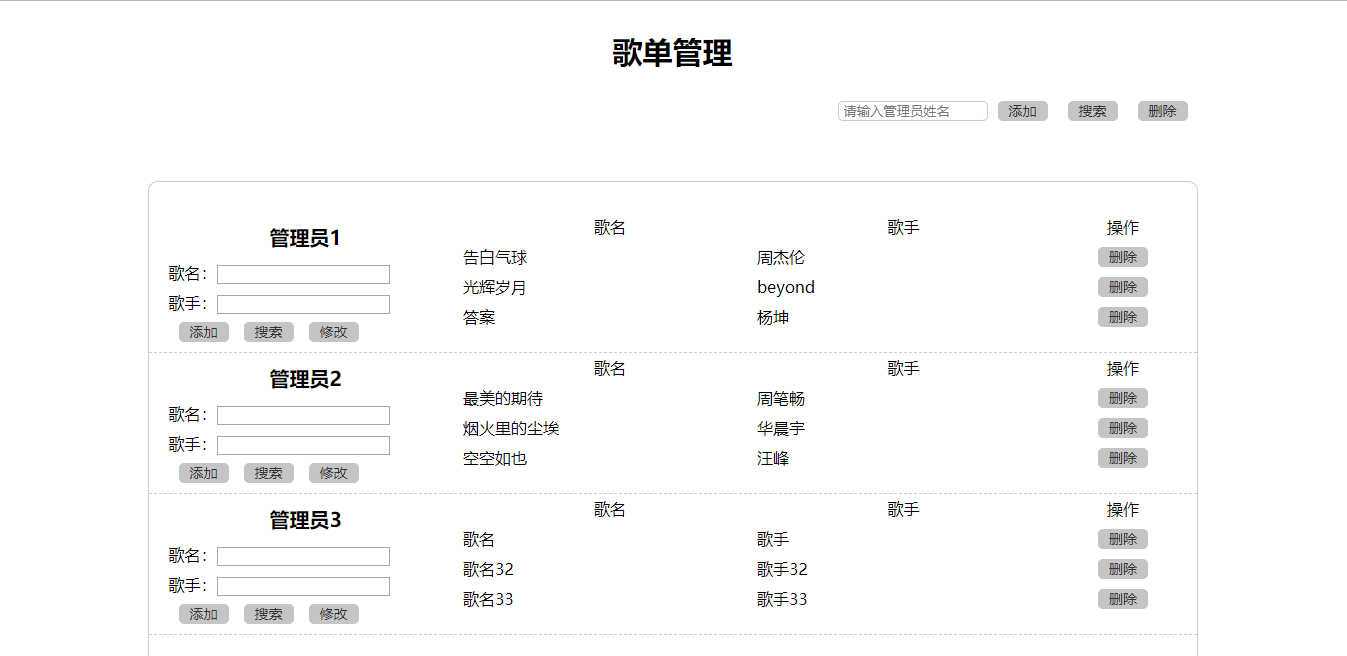 歌单管理
请输入管理员姓名 添加 搜索 删除
管理员1
歌名：
歌手：
添加 搜索 修改
歌名 歌手 操作
告白气球 周杰伦 删除
光辉岁月 beyond 删除
答案 杨坤 删除
管理员2
歌名：
歌手：
添加 搜索 修改
歌名 歌手 操作
最美的期待 周笔畅 删除
烟火里的尘埃 华晨宇 删除
空空如也 汪峰 删除
管理员3
歌名：
歌手：
添加 搜索 修改
歌名 歌手 操作
歌名 歌手 删除
歌名32 歌手32 删除
歌名33 歌手33 删除